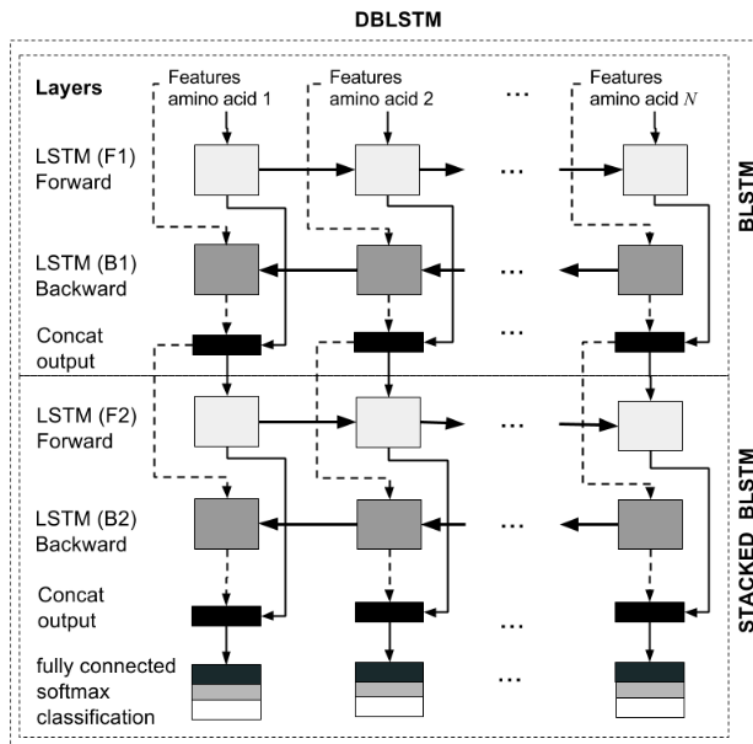 DBLSTM
Layers
Features
amino acid 1
Features
amino acid 2
...
Features
amino acid N
LSTM (F1)
Forward
...
LSTM (B1)
Backward
...
Concat
output
...
BLSTM
LSTM (F2)
Forward
...
LSTM (B2)
Backward
...
Concat
output
...
fully connected
softmax
classification
...
STACKED BLSTM